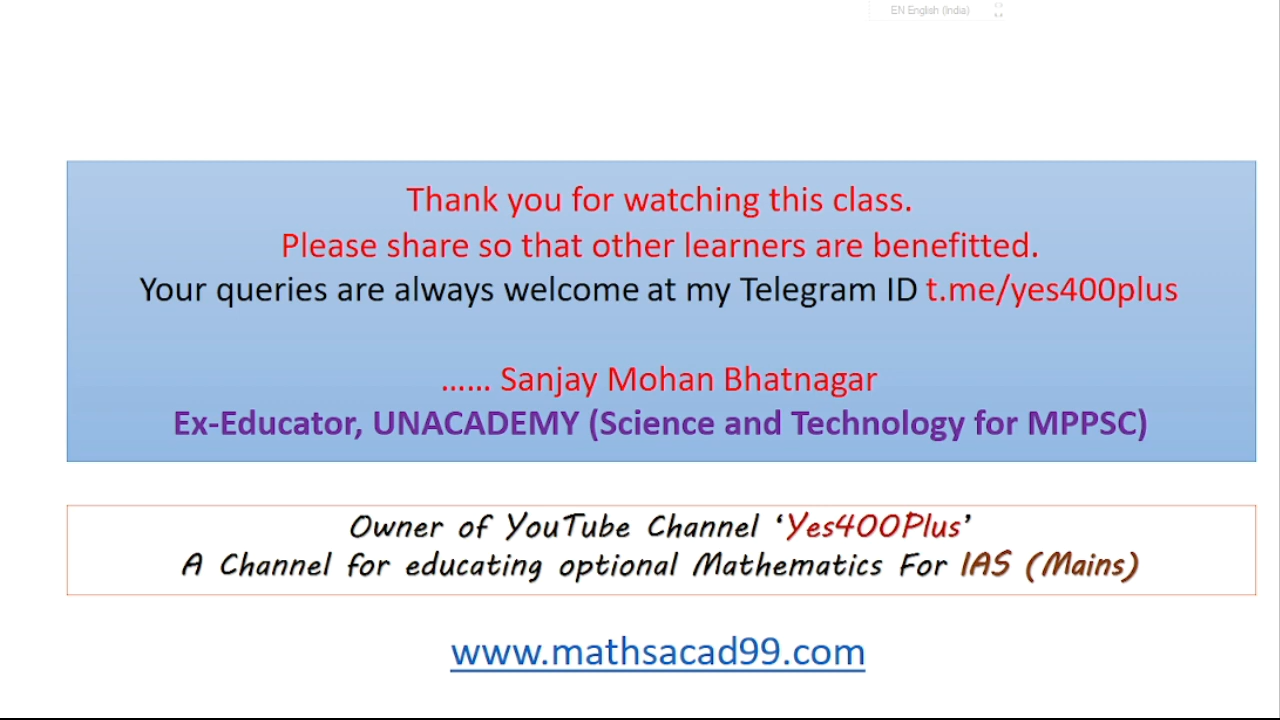 EN English (India)
Thank you for watching this class.
Please share so that other learners are benefitted.
Your queries are always welcome at my Telegram ID t.me/yes400plus
...... Sanjay Mohan Bhatnagar
Ex-Educator, UNACADEMY (Science and Technology for MPPSC)
Owner of YouTube Channel ‘Yes400Plus’
A Channel for educating optional Mathematics For IAS (Mains)
www.mathsacad99.com